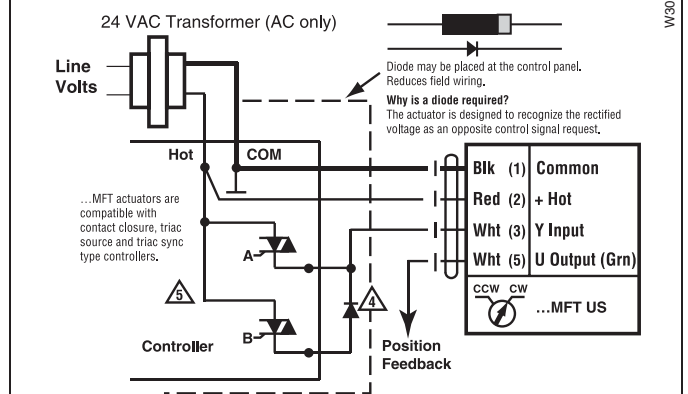 24 VAC Transformer (AC only)
W30
Line
Volts
Diode may be placed at the control panel.
Reduces field wiring.
Why is a diode required?
The actuator is designed to recognize the rectified
voltage as an opposite control signal request.
Hot
COM
Blk (1) Common
Red (2) + Hot
Wht (3) Y Input
Wht (5) U Output (Grn)
CCW CW
...MFT US
...MFT actuators are
compatible with
contact closure, triac
source and triac sync
type controllers.
A
5
4
B
Controller
Position
Feedback